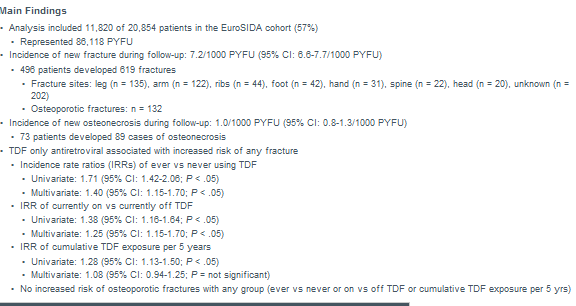 Main Findings
• Analysis included 11,820 of 20,854 patients in the EuroSIDA cohort (57%)
• Represented 86,118 PYFU
• Incidence of new fracture during follow-up: 7.2/1000 PYFU (95% CI: 6.6-7.7/1000 PYFU)
• 496 patients developed 619 fractures
• Fracture sites: leg (n = 135), arm (n = 122), ribs (n = 44), foot (n = 42), hand (n = 31), spine (n = 22), head (n = 20), unknown (n =
202)
• Osteoporotic fractures: n = 132
• Incidence of new osteonecrosis during follow-up: 1.0/1000 PYFU (95% CI: 0.8-1.3/1000 PYFU)
• 73 patients developed 89 cases of osteonecrosis
• TDF only antiretroviral associated with increased risk of any fracture
• Incidence rate ratios (IRRs) of ever vs never using TDF
• Univariate: 1.71 (95% CI: 1.42-2.06; P < .05)
• Multivariate: 1.40 (95% CI: 1.15-1.70; P < .05)
• IRR of currently on vs currently off TDF
• Univariate: 1.38 (95% CI: 1.16-1.64; P < .05)
• Multivariate: 1.25 (95% CI: 1.15-1.70; P < .05)
• IRR of cumulative TDF exposure per 5 years
• Univariate: 1.28 (95% CI: 1.13-1.50; P < .05)
• Multivariate: 1.08 (95% CI: 0.94-1.25; P = not significant)
• No increased risk of osteoporotic fractures with any group (ever vs never or on vs off TDF or cumulative TDF exposure per 5 yrs)